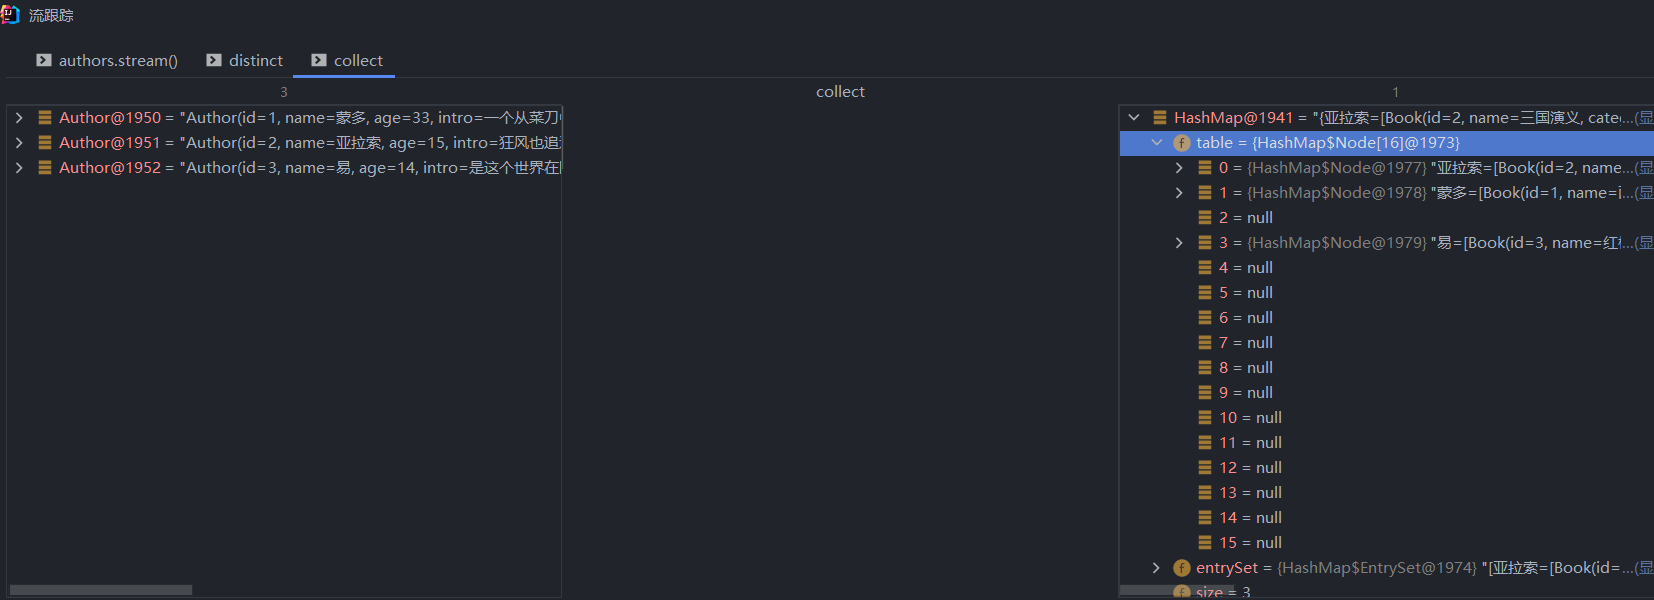 流跟踪
authors.stream() distinct collect
3 collect 1
Author@1950 = "Author(id=1, name=蒙多, age=33, intro=一个从菜刀
Author@1951 = "Author(id=2, name=亚拉索, age=15, intro=狂风也追
Author@1952 = "Author(id=3, name=易, age=14, intro=是这个世界在
HashMap@1941 = "{亚拉索=[Book(id=2, name=三国演义, cate...(显
f table = {HashMap$Node[16]@1973}
0 = {HashMap$Node@1977} "亚拉索=[Book(id=2, name...(显
1 = {HashMap$Node@1978} "蒙多=[Book(id=1, name=...(显
2 = null
3 = {HashMap$Node@1979} "易=[Book(id=3, name=红...(显
4 = null
5 = null
6 = null
7 = null
8 = null
9 = null
10 = null
11 = null
12 = null
13 = null
14 = null
15 = null
f entrySet = {HashMap$EntrySet@1974} "[亚拉索=[Book(id=...(显
f size = 3